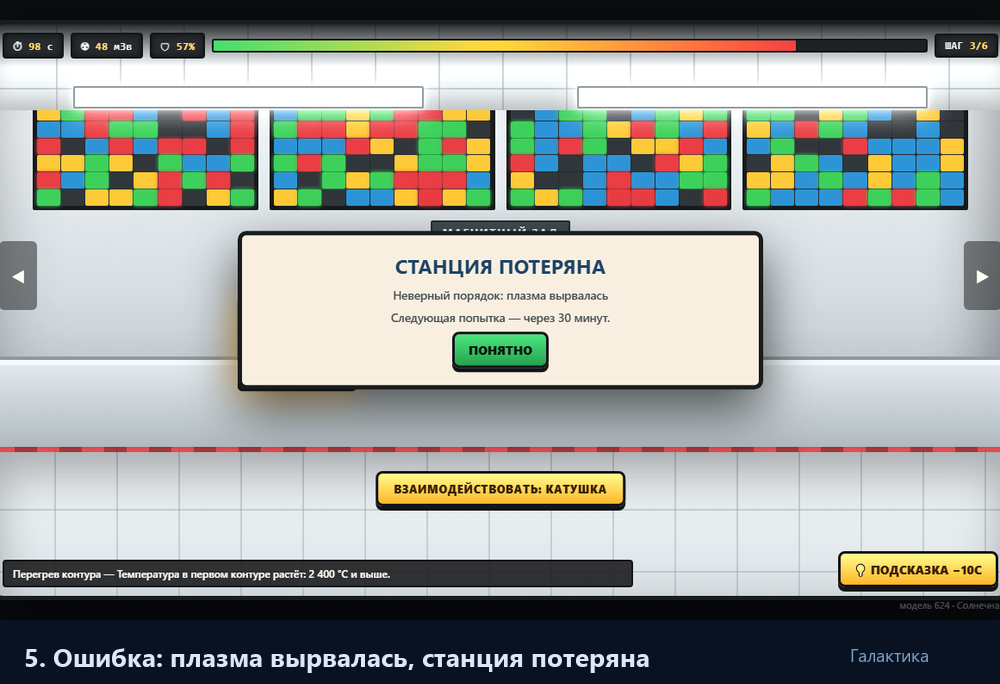 98 с
48 мЗв
57%
ШАГ 3/6
МАГНИТНЫЙ ЗАЛ
СТАНЦИЯ ПОТЕРЯНА
Неверный порядок: плазма вырвалась
Следующая попытка — через 30 минут.
ПОНЯТНО
ВЗАИМОДЕЙСТВОВАТЬ: КАТУШКА
Перегрев контура — Температура в первом контуре растёт: 2 400 °C и выше.
ПОДСКАЗКА −10С
модель 624 · Солнечна
5. Ошибка: плазма вырвалась, станция потеряна
Галактика